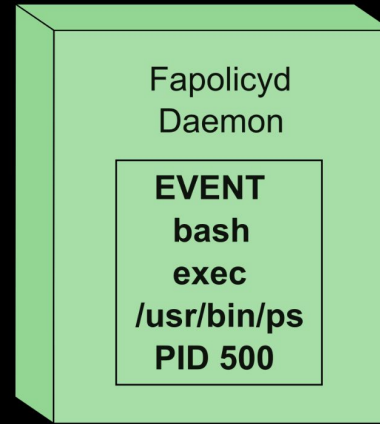 Fapolicyd
Daemon
EVENT
bash
exec
/usr/bin/ps
PID 500